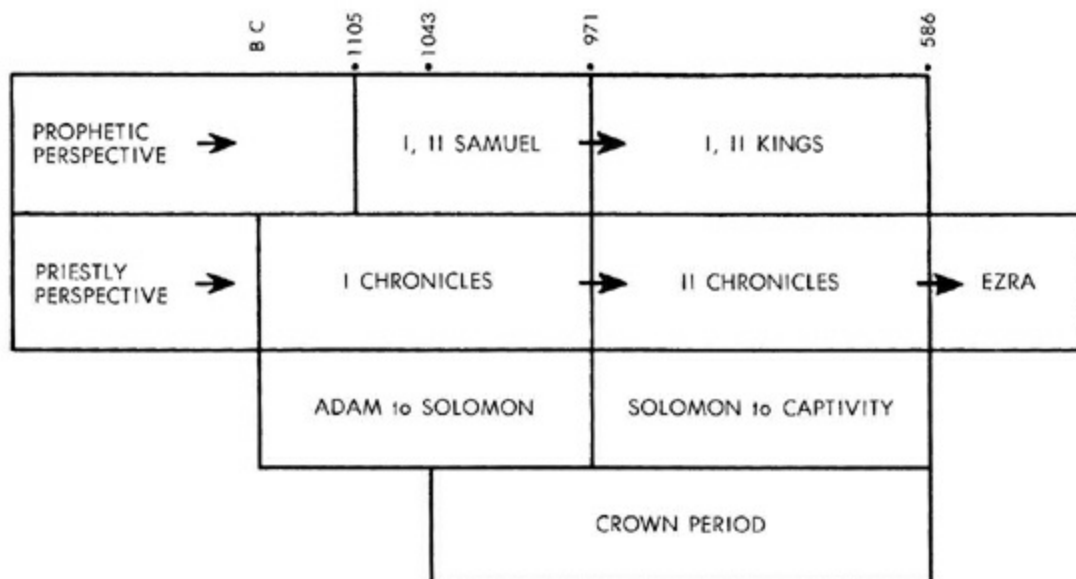 B C
1105
1043
971
586
PROPHETIC
PERSPECTIVE
I, II SAMUEL
I, II KINGS
PRIESTLY
PERSPECTIVE
I CHRONICLES
II CHRONICLES
EZRA
ADAM to SOLOMON
SOLOMON to CAPTIVITY
CROWN PERIOD